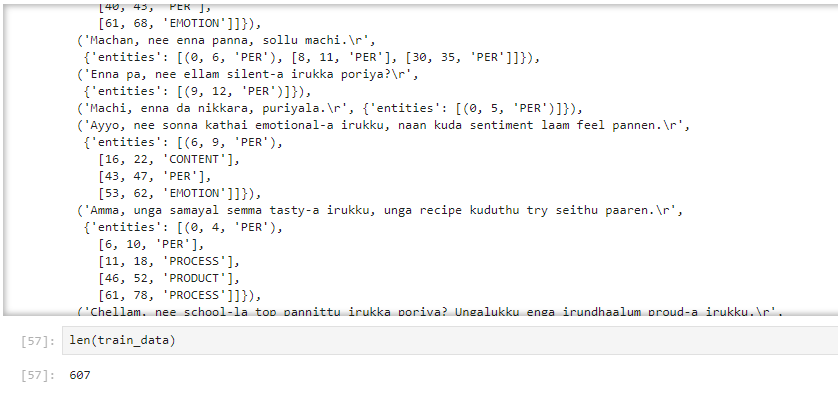 [40, 43, 'PER'],
[61, 68, 'EMOTION']]}),
('Machan, nee enna panna, sollu machi.\r',
{'entities': [(0, 6, 'PER'), [8, 11, 'PER'], [30, 35, 'PER']]}),
('Enna pa, nee ellam silent-a irukka poriya?\r',
{'entities': [(9, 12, 'PER')]}),
('Machi, enna da nikkara, puriyala.\r', {'entities': [(0, 5, 'PER')]}),
('Ayyo, nee sonna kathai emotional-a irukku, naan kuda sentiment laam feel pannen.\r',
{'entities': [(6, 9, 'PER'),
[16, 22, 'CONTENT'],
[43, 47, 'PER'],
[53, 62, 'EMOTION']]}),
('Amma, unga samayal semma tasty-a irukku, unga recipe kuduthu try seithu paaren.\r',
{'entities': [(0, 4, 'PER'),
[6, 10, 'PER'],
[11, 18, 'PROCESS'],
[46, 52, 'PRODUCT'],
[61, 78, 'PROCESS']]}),
('Chellam, nee school-la top pannittu irukka poriya? Ungalukku enga irundhaalum proud-a irukku.\r',
[57]: len(train_data)
[57]: 607